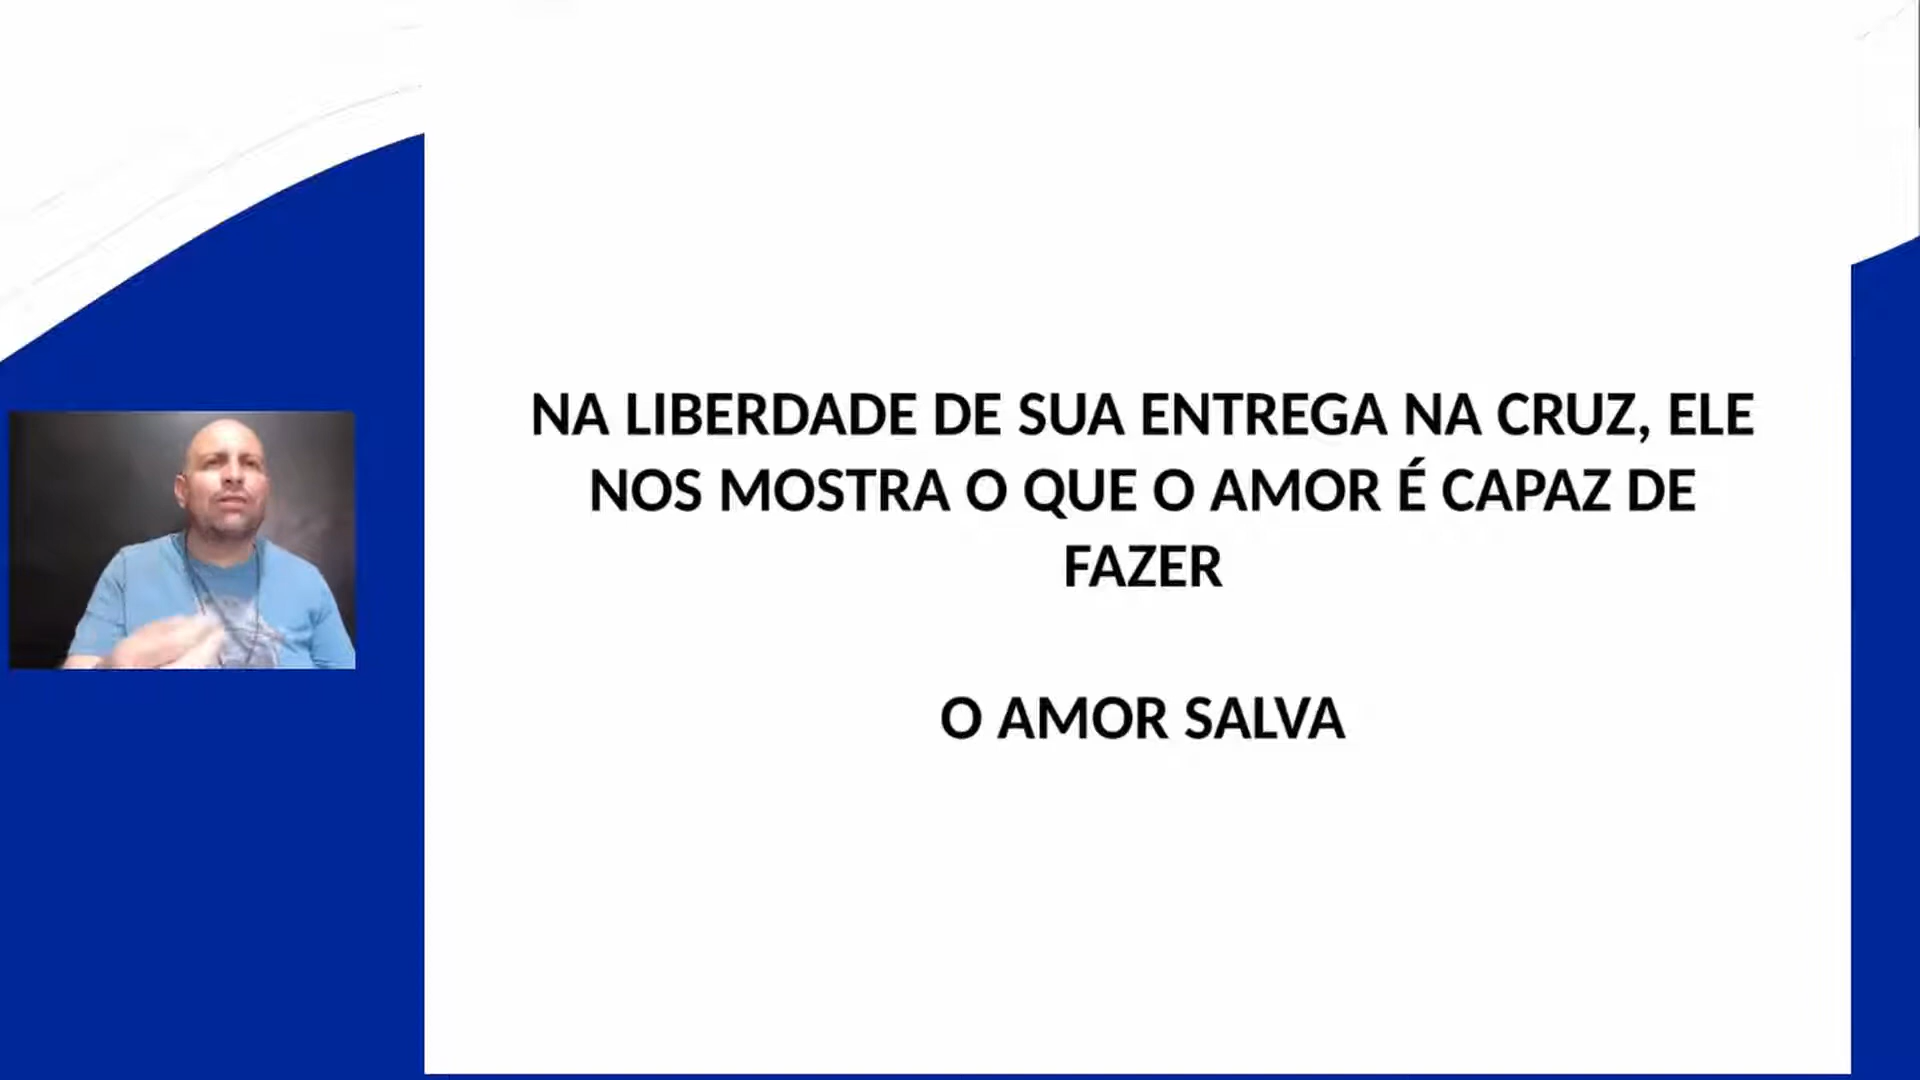 NA LIBERDADE DE SUA ENTREGA NA CRUZ, ELE
NOS MOSTRA O QUE O AMOR É CAPAZ DE
FAZER
O AMOR SALVA